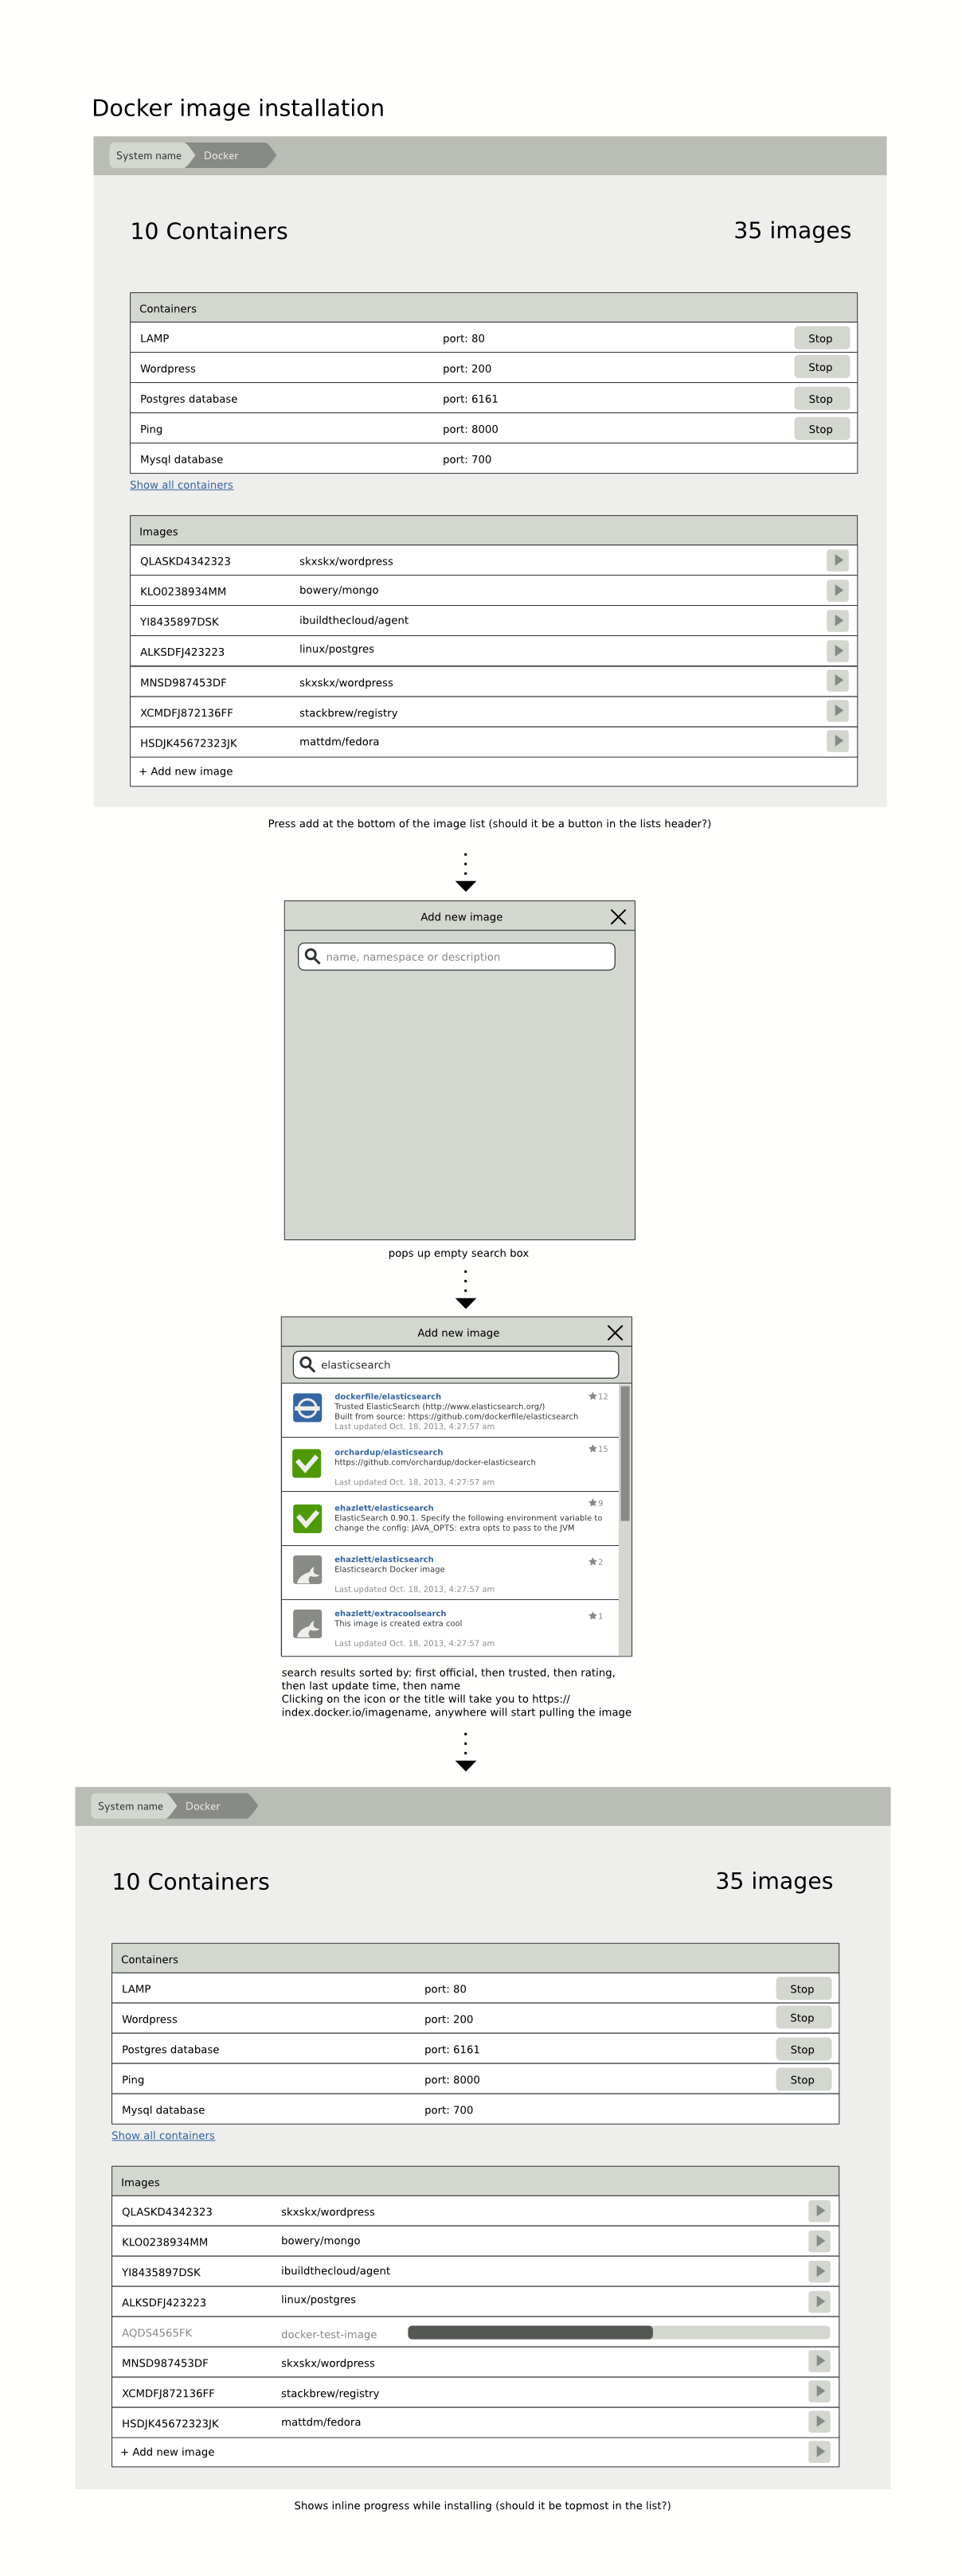 Docker image installation
System name Docker
10 Containers 35 images
Containers
LAMP port: 80 Stop
Wordpress port: 200 Stop
Postgres database port: 6161 Stop
Ping port: 8000 Stop
Mysql database port: 700
Show all containers
Images
QLASKD4342323 skxskx/wordpress
KLO0238934MM bowery/mongo
YI8435897DSK ibuildthecloud/agent
ALKSDFJ423223 linux/postgres
MNSD987453DF skxskx/wordpress
XCMDFJ872136FF stackbrew/registry
HSDJK45672323JK mattdm/fedora
+ Add new image
Press add at the bottom of the image list (should it be a button in the lists header?)
Add new image
name, namespace or description
pops up empty search box
Add new image
elasticsearch
dockerfile/elasticsearch 12
Trusted ElasticSearch (http://www.elasticsearch.org/)
Built from source: https://github.com/dockerfile/elasticsearch
Last updated Oct. 18, 2013, 4:27:57 am
orchardup/elasticsearch 15
https://github.com/orchardup/docker-elasticsearch
Last updated Oct. 18, 2013, 4:27:57 am
ehazlett/elasticsearch 9
ElasticSearch 0.90.1. Specify the following environment variable to
change the config: JAVA_OPTS: extra opts to pass to the JVM
ehazlett/elasticsearch 2
Elasticsearch Docker image
Last updated Oct. 18, 2013, 4:27:57 am
ehazlett/extracoolsearch 1
This image is created extra cool
Last updated Oct. 18, 2013, 4:27:57 am
search results sorted by: first official, then trusted, then rating,
then last update time, then name
Clicking on the icon or the title will take you to https://
index.docker.io/imagename, anywhere will start pulling the image
System name Docker
10 Containers 35 images
Containers
LAMP port: 80 Stop
Wordpress port: 200 Stop
Postgres database port: 6161 Stop
Ping port: 8000 Stop
Mysql database port: 700
Show all containers
Images
QLASKD4342323 skxskx/wordpress
KLO0238934MM bowery/mongo
YI8435897DSK ibuildthecloud/agent
ALKSDFJ423223 linux/postgres
AQDS4565FK docker-test-image
MNSD987453DF skxskx/wordpress
XCMDFJ872136FF stackbrew/registry
HSDJK45672323JK mattdm/fedora
+ Add new image
Shows inline progress while installing (should it be topmost in the list?)